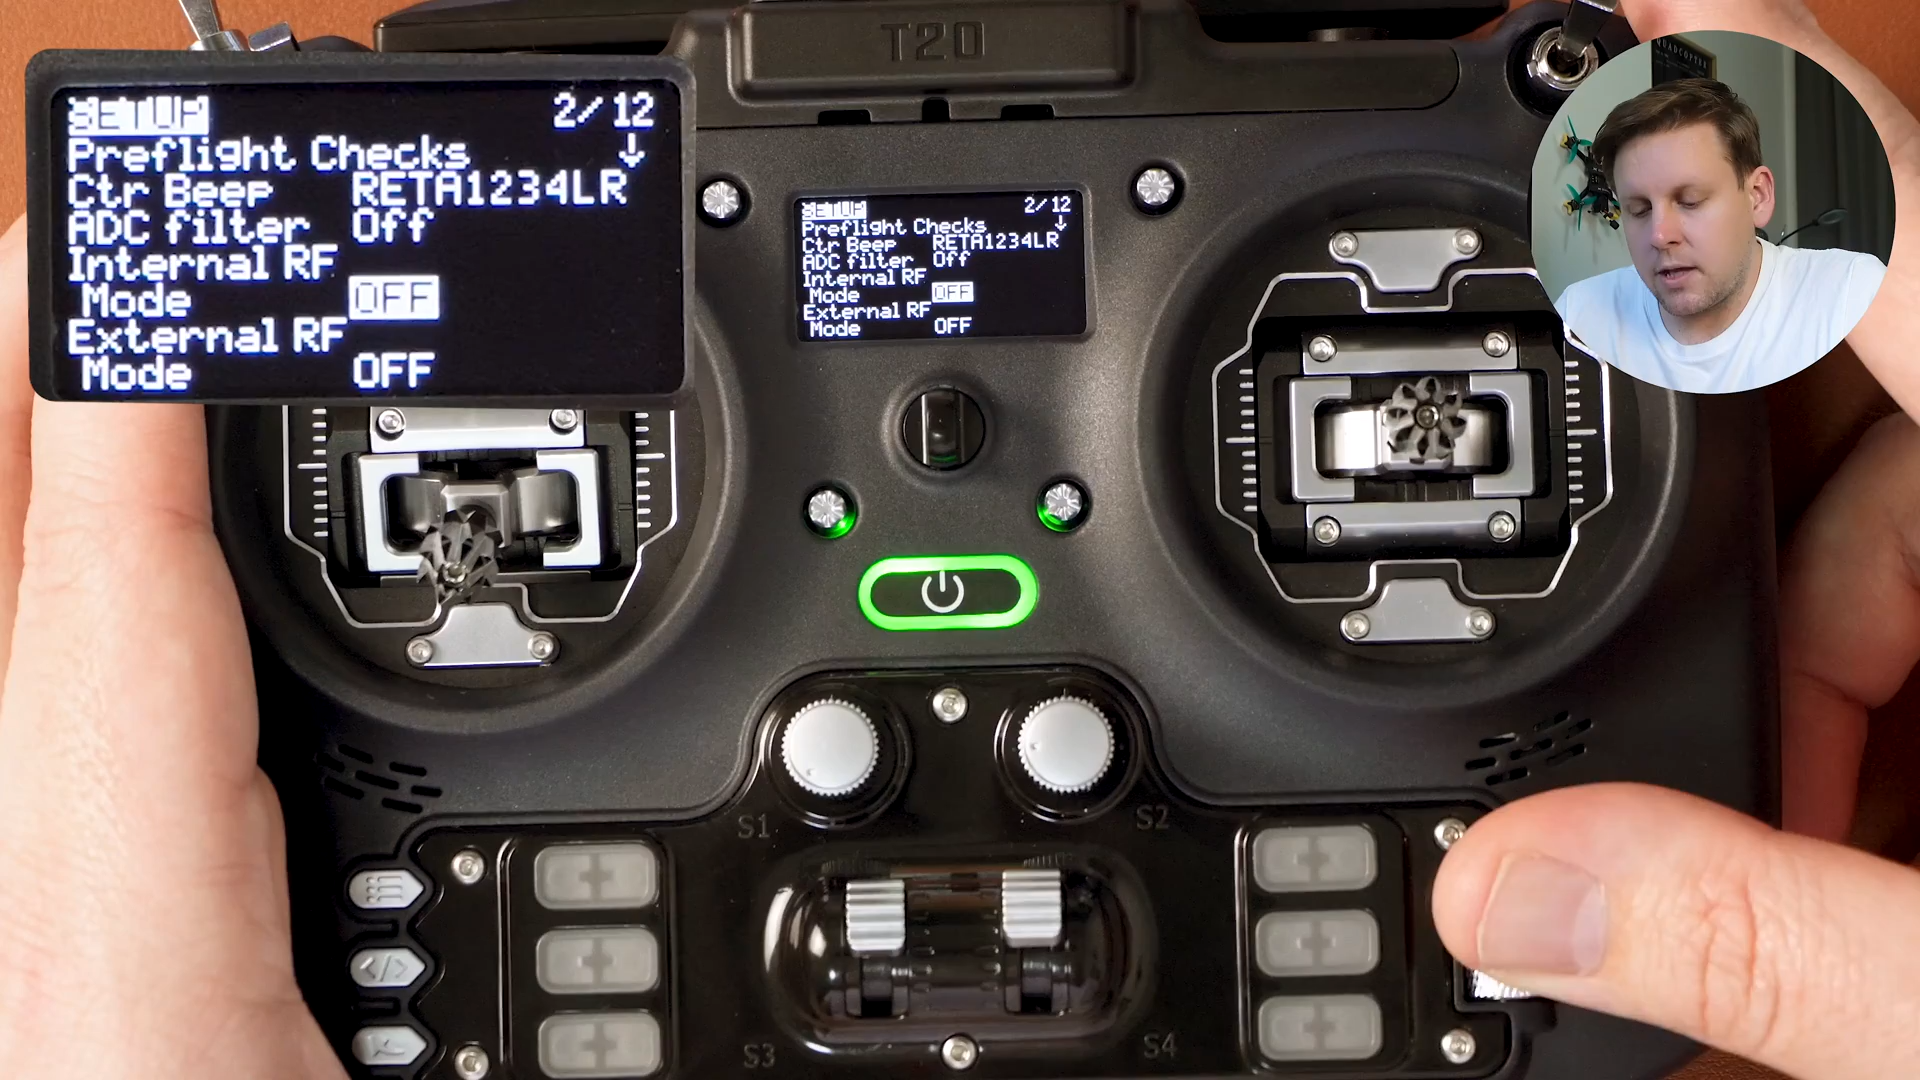 T20
SETUP 2/12
Preflight Checks ↓
Ctr Beep RETA1234LR
ADC filter Off
Internal RF
Mode OFF
External RF
Mode OFF
QUADCOPTER
SETUP 2/12
Preflight Checks ↓
Ctr Beep RETA1234LR
ADC filter Off
Internal RF
Mode OFF
External RF
Mode OFF
S1 S2
</>
S3 S4